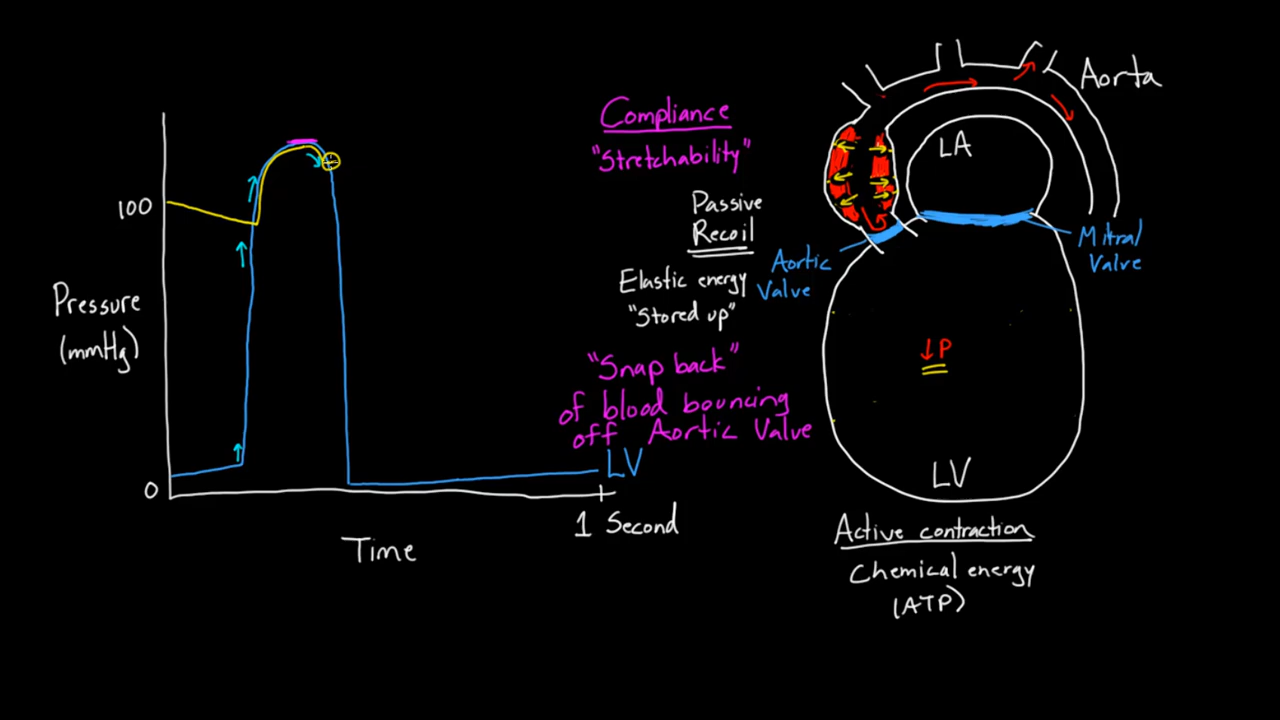 Pressure
(mmHg)
100
0
Time
1 Second
LV
Compliance
"Stretchability"
Passive
Recoil
Elastic energy
"Stored up"
"Snap back"
of blood bouncing
off Aortic Valve
Aorta
LA
Aortic
Valve
Mitral
Valve
↓P
LV
Active contraction
Chemical energy
(ATP)